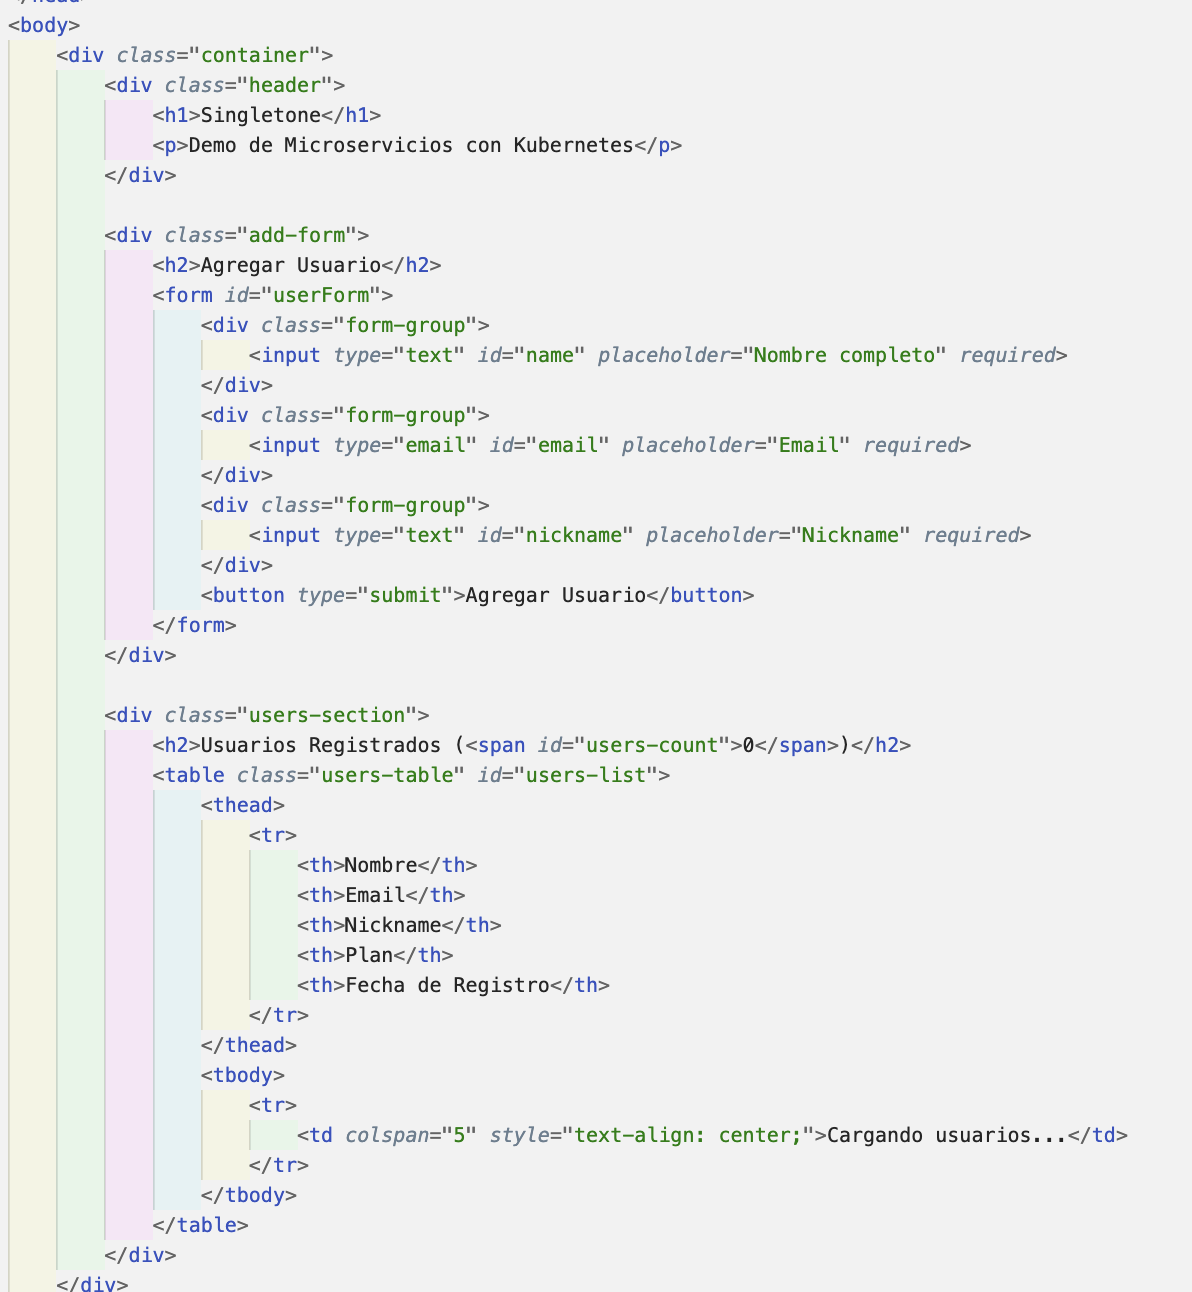 </head>
<body>
<div class="container">
<div class="header">
<h1>Singletone</h1>
<p>Demo de Microservicios con Kubernetes</p>
</div>
<div class="add-form">
<h2>Agregar Usuario</h2>
<form id="userForm">
<div class="form-group">
<input type="text" id="name" placeholder="Nombre completo" required>
</div>
<div class="form-group">
<input type="email" id="email" placeholder="Email" required>
</div>
<div class="form-group">
<input type="text" id="nickname" placeholder="Nickname" required>
</div>
<button type="submit">Agregar Usuario</button>
</form>
</div>
<div class="users-section">
<h2>Usuarios Registrados (<span id="users-count">0</span>)</h2>
<table class="users-table" id="users-list">
<thead>
<tr>
<th>Nombre</th>
<th>Email</th>
<th>Nickname</th>
<th>Plan</th>
<th>Fecha de Registro</th>
</tr>
</thead>
<tbody>
<tr>
<td colspan="5" style="text-align: center;">Cargando usuarios...</td>
</tr>
</tbody>
</table>
</div>
</div>